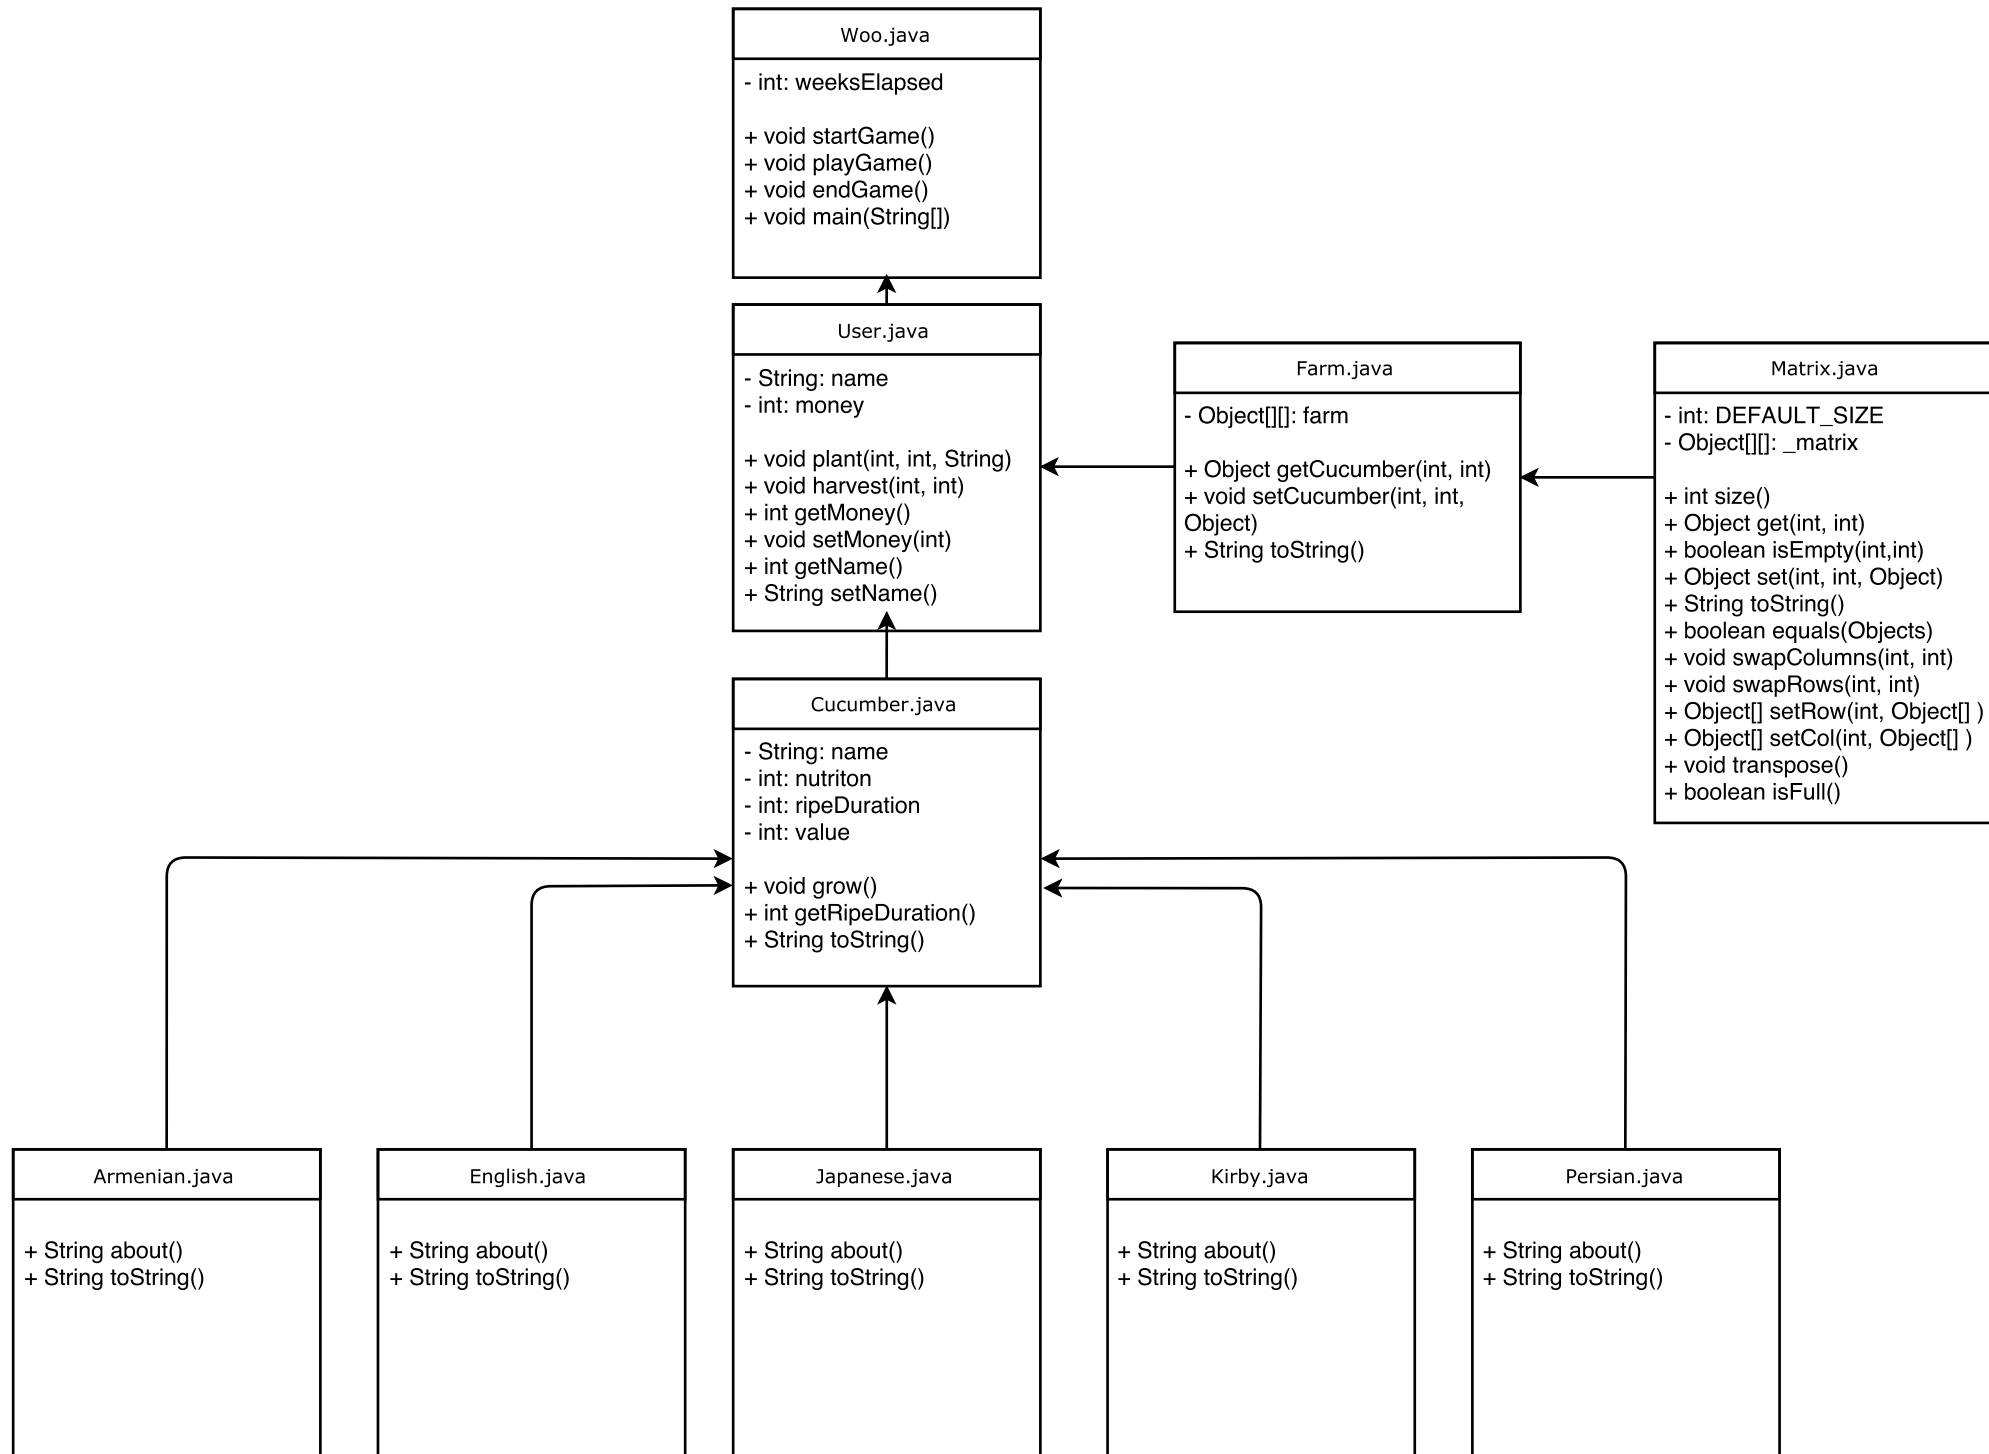 Woo.java
- int: weeksElapsed
+ void startGame()
+ void playGame()
+ void endGame()
+ void main(String[])
User.java
- String: name
- int: money
+ void plant(int, int, String)
+ void harvest(int, int)
+ int getMoney()
+ void setMoney(int)
+ int getName()
+ String setName()
Farm.java
- Object[][]: farm
+ Object getCucumber(int, int)
+ void setCucumber(int, int,
Object)
+ String toString()
Matrix.java
- int: DEFAULT_SIZE
- Object[][]: _matrix
+ int size()
+ Object get(int, int)
+ boolean isEmpty(int,int)
+ Object set(int, int, Object)
+ String toString()
+ boolean equals(Objects)
+ void swapColumns(int, int)
+ void swapRows(int, int)
+ Object[] setRow(int, Object[] )
+ Object[] setCol(int, Object[] )
+ void transpose()
+ boolean isFull()
Cucumber.java
- String: name
- int: nutriton
- int: ripeDuration
- int: value
+ void grow()
+ int getRipeDuration()
+ String toString()
Armenian.java
+ String about()
+ String toString()
English.java
+ String about()
+ String toString()
Japanese.java
+ String about()
+ String toString()
Kirby.java
+ String about()
+ String toString()
Persian.java
+ String about()
+ String toString()